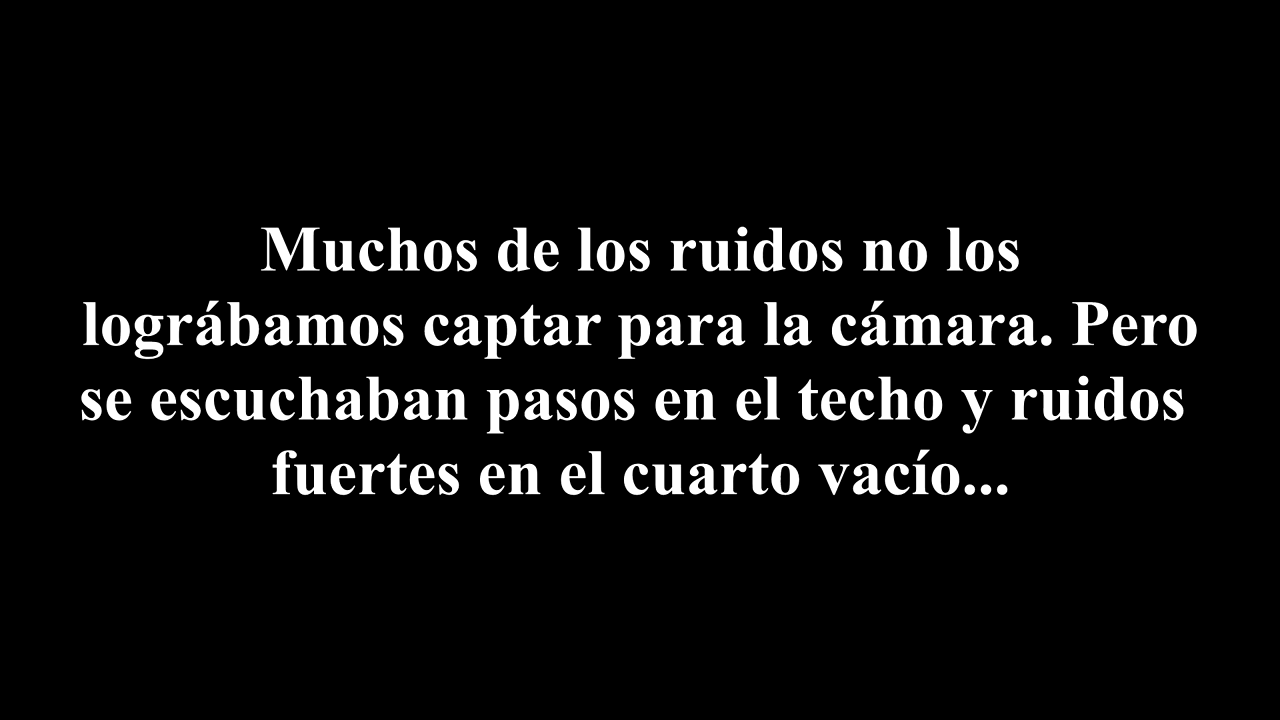 Muchos de los ruidos no los
lográbamos captar para la cámara. Pero
se escuchaban pasos en el techo y ruidos
fuertes en el cuarto vacío...